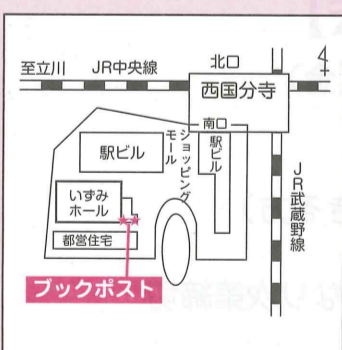 北口
至立川 JR中央線
西国分寺
南口
駅ビル
ショッピング
モール
駅ビル
いずみ
ホール
都営住宅
JR武蔵野線
ブックポスト